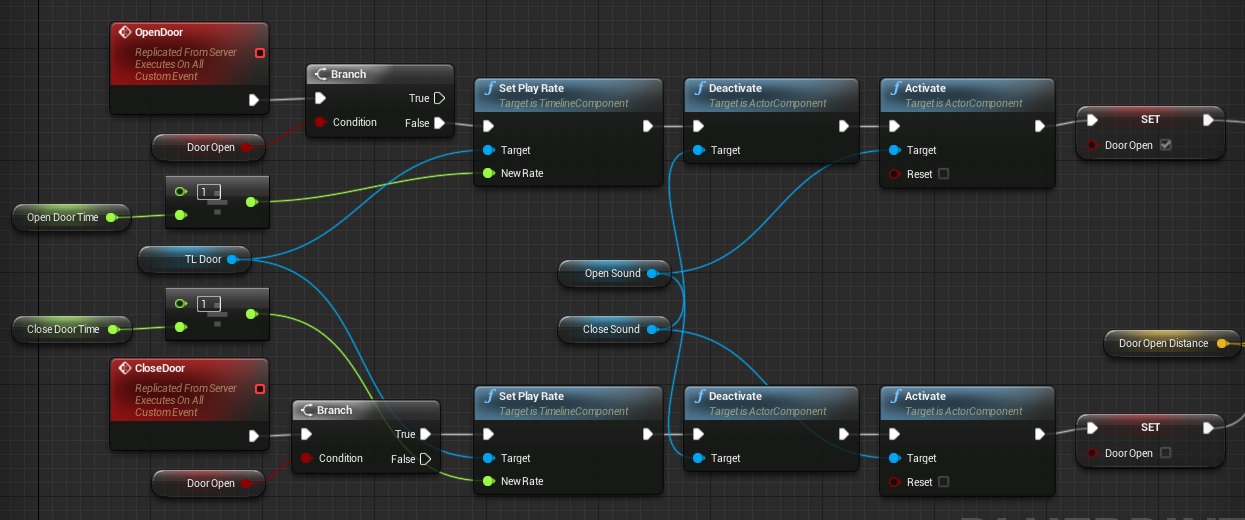 OpenDoor
Replicated From Server
Executes On All
Custom Event
Branch
True
Condition
False
Door Open
Set Play Rate
Target is TimelineComponent
Target
New Rate
Deactivate
Target is ActorComponent
Target
Activate
Target is ActorComponent
Target
Reset
SET
Door Open
1
Open Door Time
TL Door
Open Sound
1
Close Door Time
Close Sound
Door Open Distance
CloseDoor
Replicated From Server
Executes On All
Custom Event
Branch
True
Condition
False
Door Open
Set Play Rate
Target is TimelineComponent
Target
New Rate
Deactivate
Target is ActorComponent
Target
Activate
Target is ActorComponent
Target
Reset
SET
Door Open